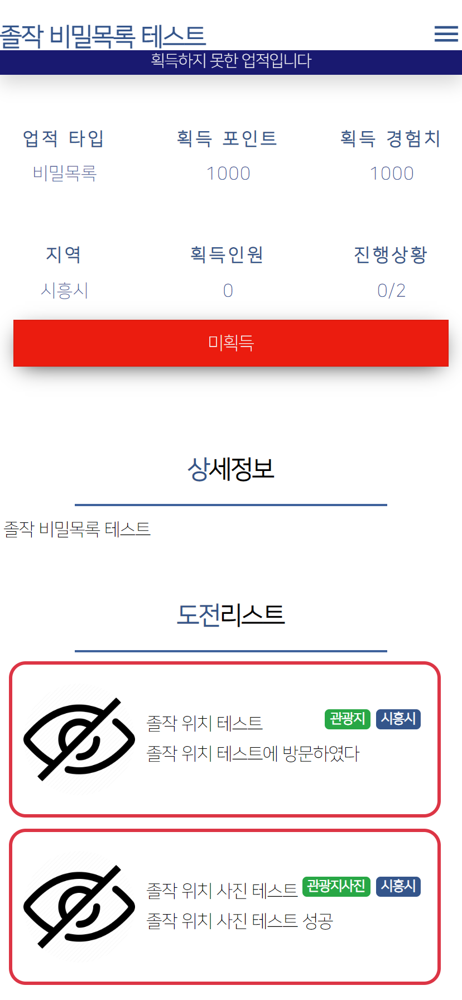 졸작 비밀목록 테스트
획득하지 못한 업적입니다
업적 타입 획득 포인트 획득 경험치
비밀목록 1000 1000
지역 획득인원 진행상황
시흥시 0 0/2
미획득
상세정보
졸작 비밀목록 테스트
도전리스트
졸작 위치 테스트 관광지 시흥시
졸작 위치 테스트에 방문하였다
졸작 위치 사진 테스트 관광지사진 시흥시
졸작 위치 사진 테스트 성공